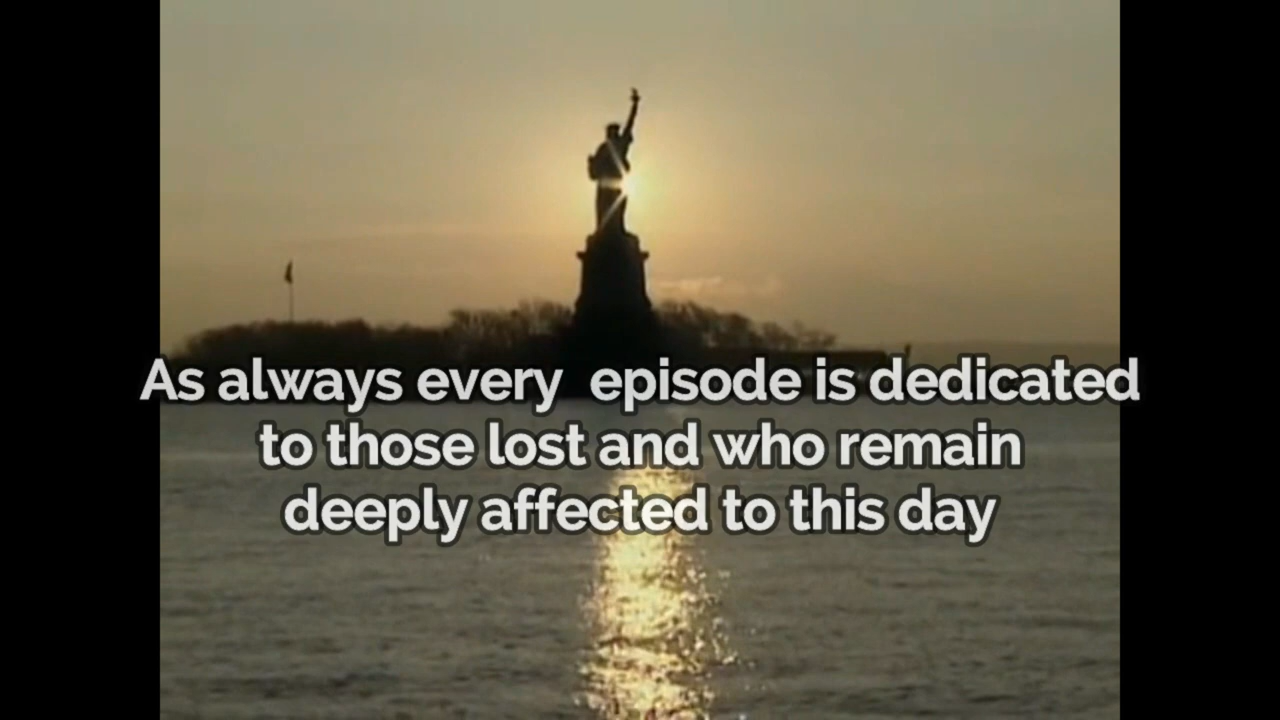 As always every  episode is dedicated
to those lost and who remain
deeply affected to this day